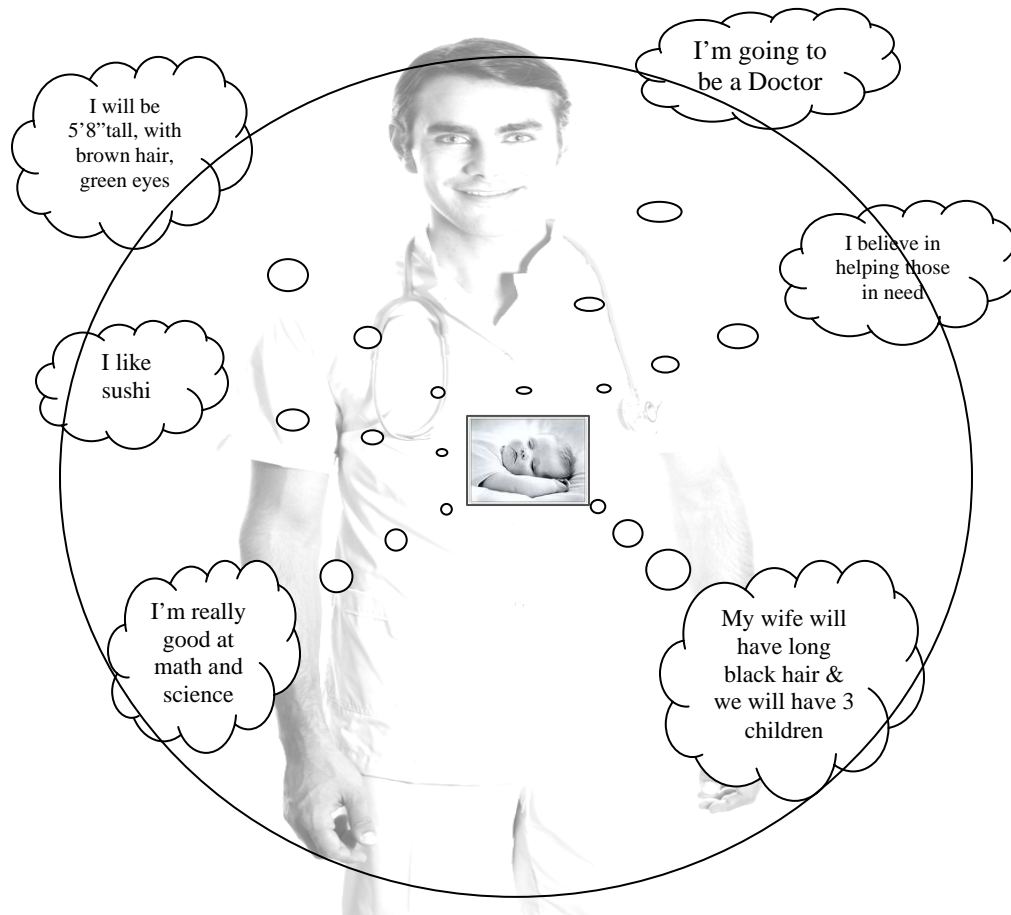 I'm going to
be a Doctor
I will be
5'8"tall, with
brown hair,
green eyes
I believe in
helping those
in need
I like
sushi
I'm really
good at
math and
science
My wife will
have long
black hair &
we will have 3
children